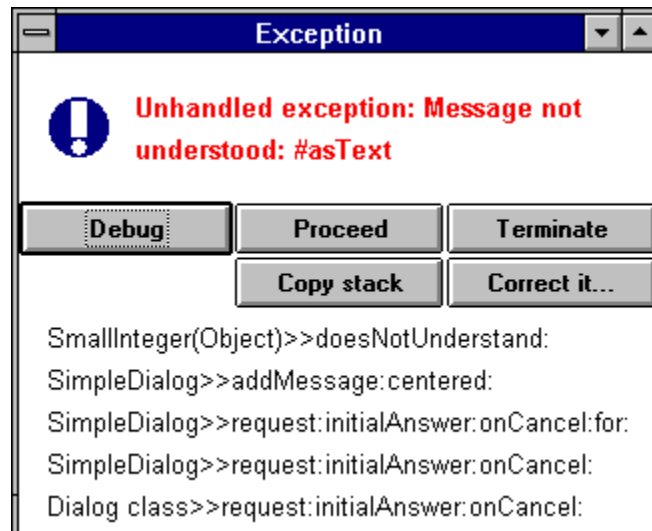 Exception
Unhandled exception: Message not
understood: #asText
Debug Proceed Terminate
Copy stack Correct it...
SmallInteger(Object)>>doesNotUnderstand:
SimpleDialog>>addMessage:centered:
SimpleDialog>>request:initialAnswer:onCancel:for:
SimpleDialog>>request:initialAnswer:onCancel:
Dialog class>>request:initialAnswer:onCancel: